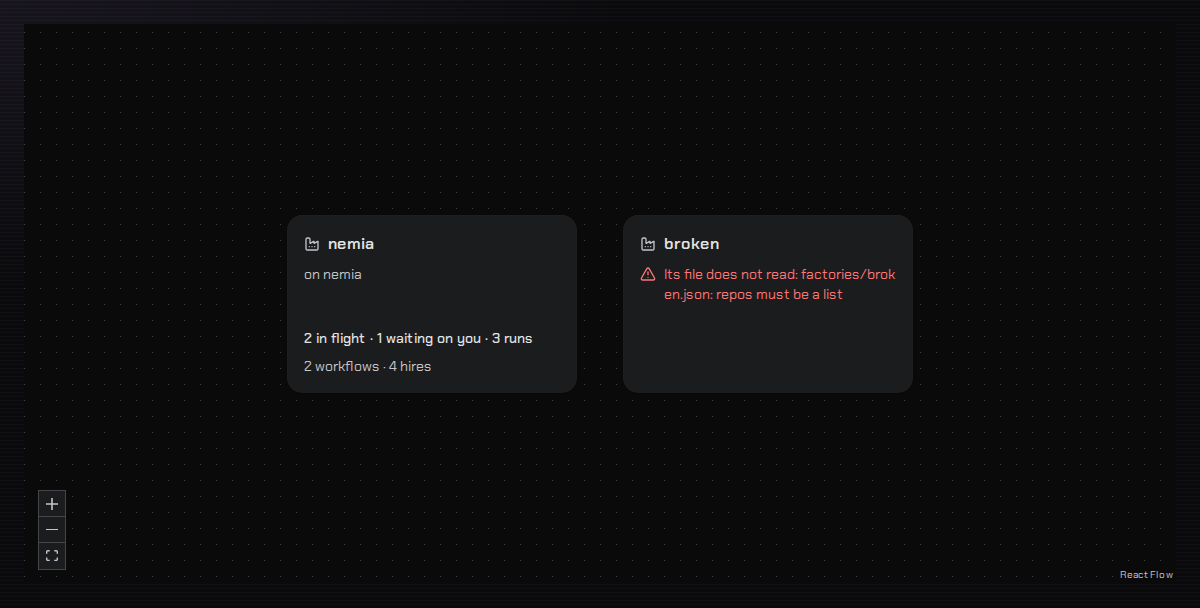 nemia
on nemia
2 in flight · 1 waiting on you · 3 runs
2 workflows · 4 hires
broken
Its file does not read: factories/brok
en.json: repos must be a list
React Flow